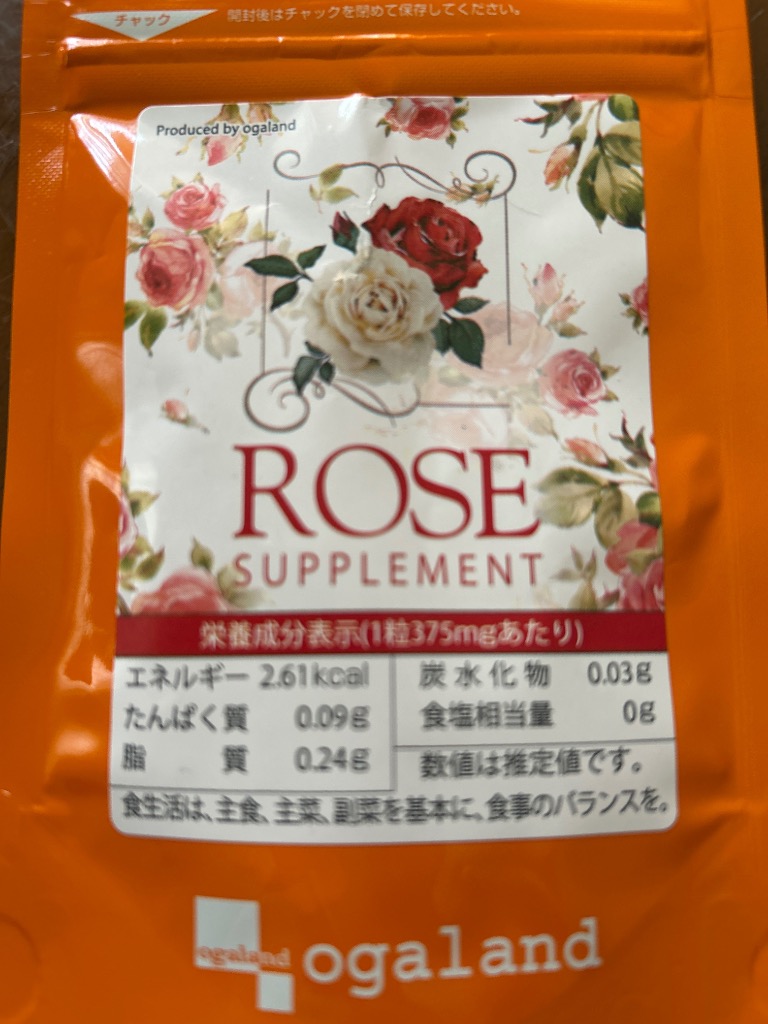 チャック
開封後はチャックを閉めて保存してください。
Produced by ogaland
ROSE
SUPPLEMENT
栄養成分表示(1粒375mgあたり)
エネルギー 2.61kcal
たんぱく質 0.09g
脂質 0.24g
炭水化物 0.03g
食塩相当量 0g
数値は推定値です。
食生活は、主食、主菜、副菜を基本に、食事のバランスを。
ogaland
ogaland